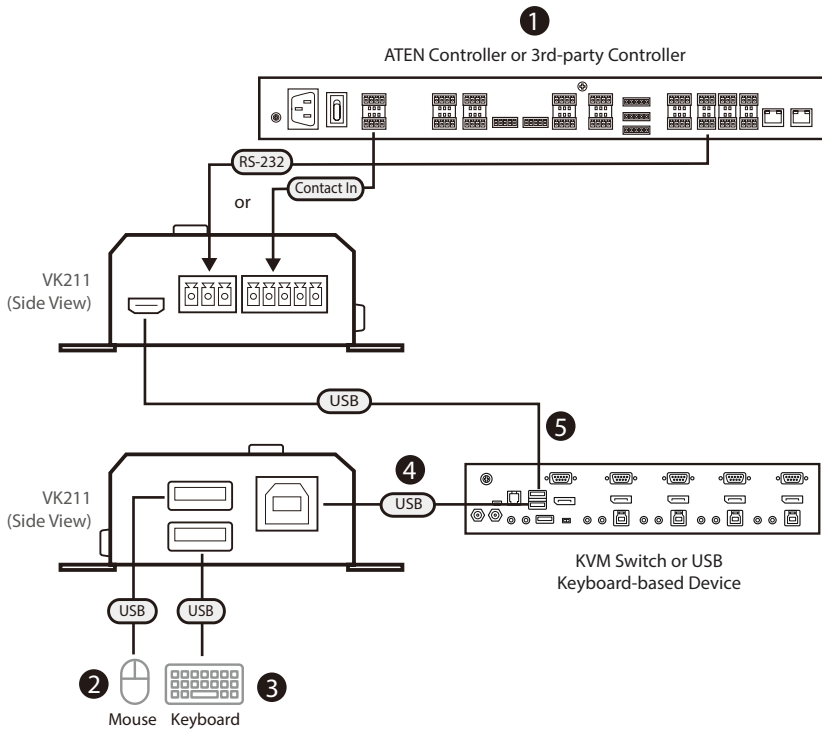 1
ATEN Controller or 3rd-party Controller
RS-232
Contact In
or
VK211
(Side View)
USB
5
4
VK211
(Side View)
USB
KVM Switch or USB
Keyboard-based Device
USB
USB
2
3
Mouse
Keyboard